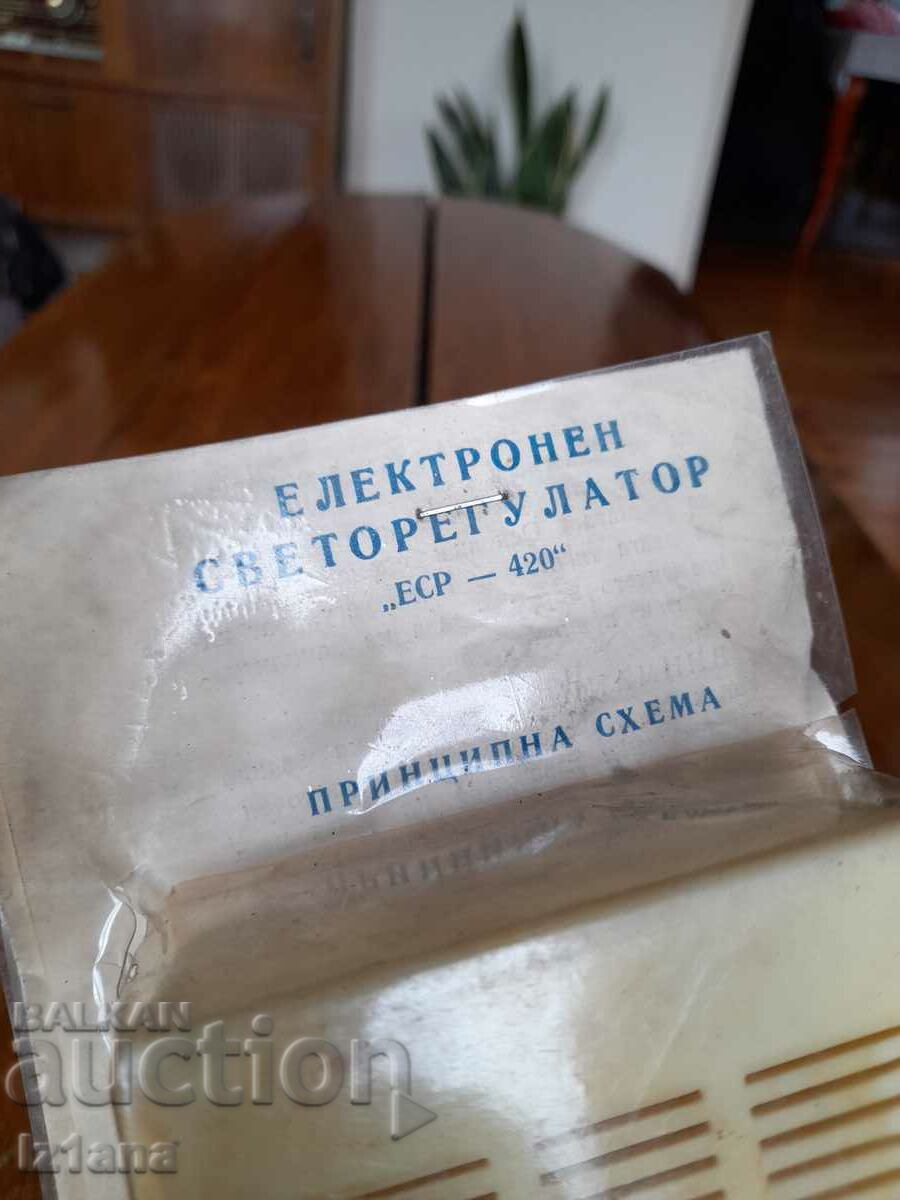 ЕЛЕКТРОНЕН
СВЕТОРЕГУЛАТОР
„ЕСР — 420“
ПРИНЦИПНА СХЕМА
BALKAN
auction
iz1ana